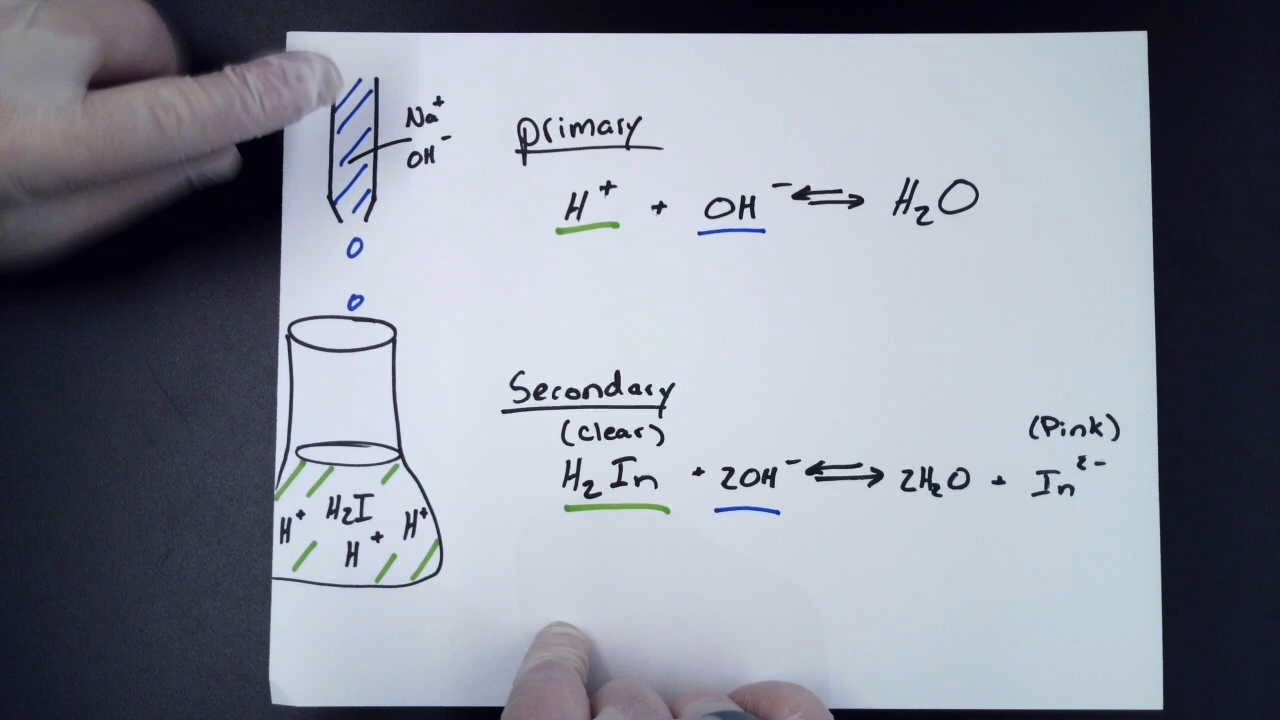 Na⁺
OH⁻
primary
H⁺ + OH⁻ ⇌ H₂O
Secondary
(Clear) (Pink)
H₂In + 2OH⁻ ⇌ 2H₂O + In²⁻
H₂I
H⁺ H⁺ H⁺